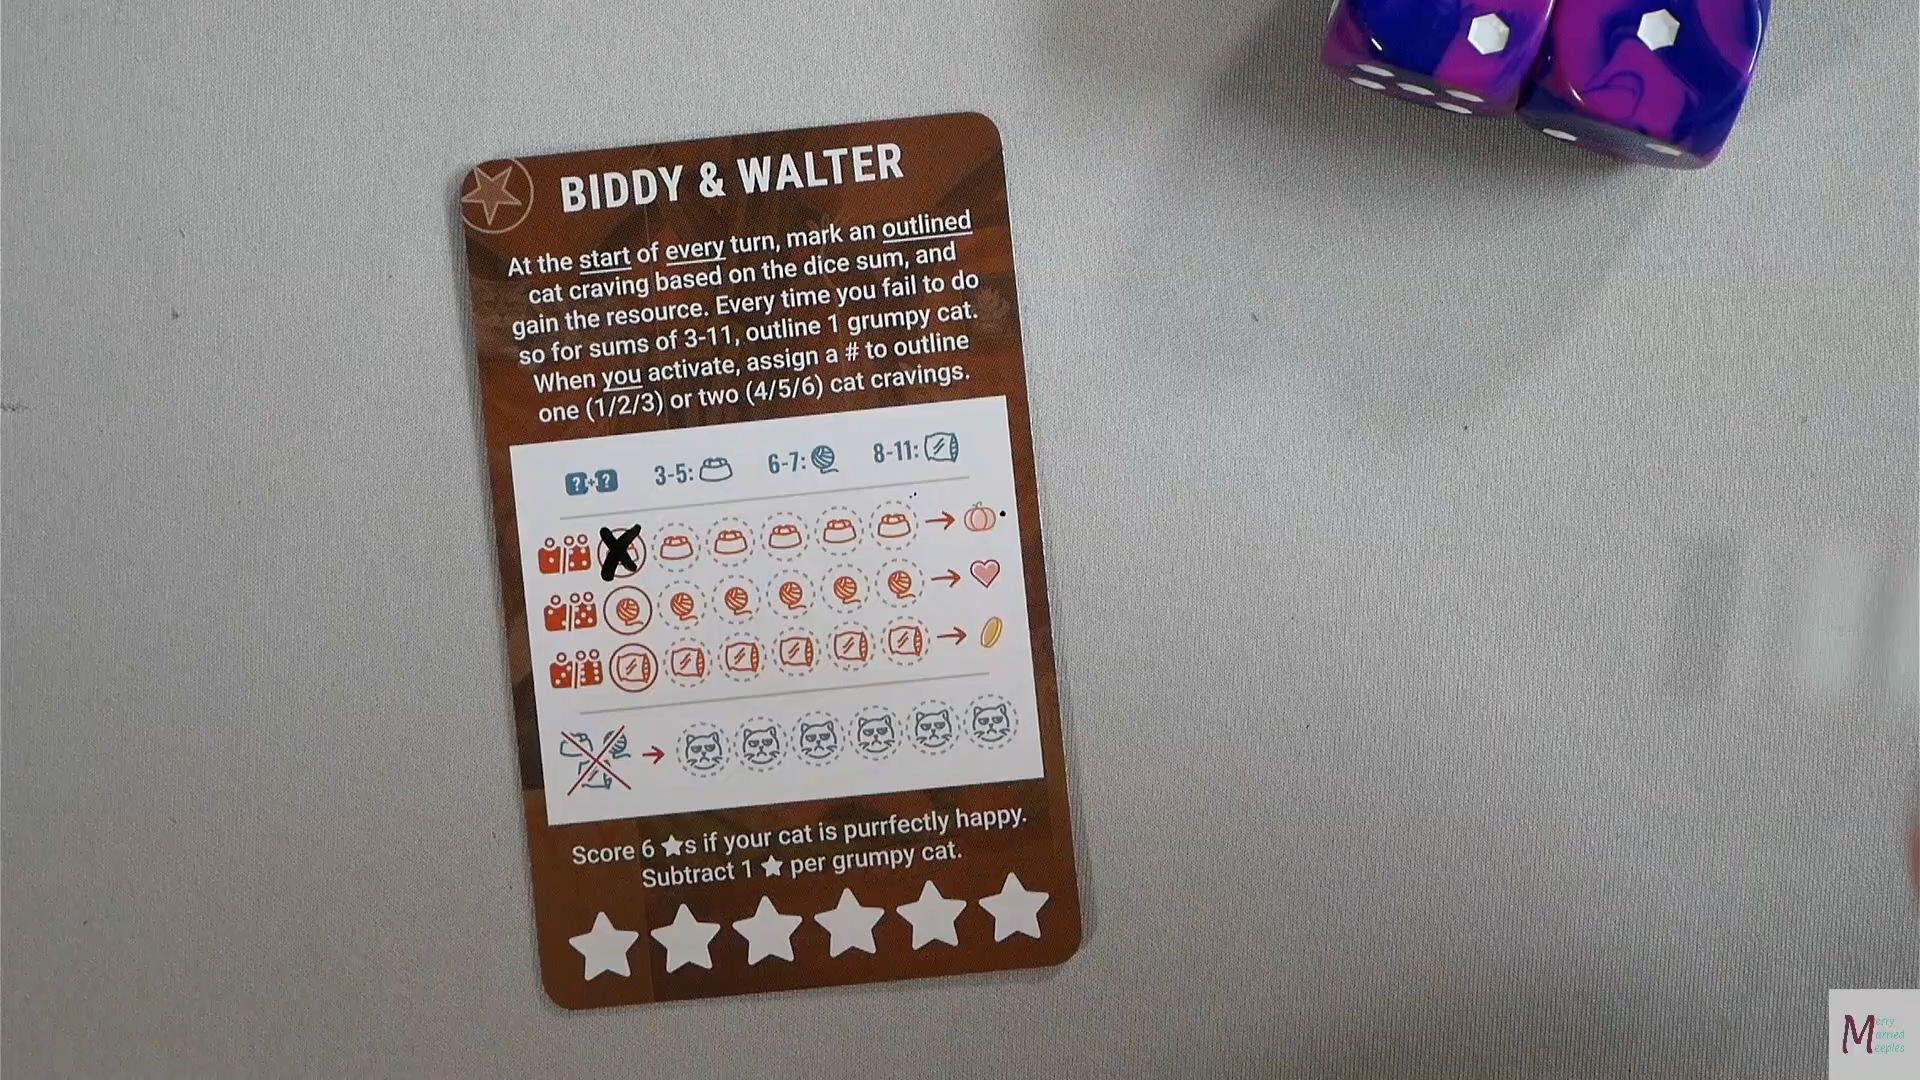 BIDDY & WALTER
At the start of every turn, mark an outlined
cat craving based on the dice sum, and
gain the resource. Every time you fail to do
so for sums of 3-11, outline 1 grumpy cat.
When you activate, assign a # to outline
one (1/2/3) or two (4/5/6) cat cravings.
?+? 3-5: 6-7: 8-11:
Score 6 ★s if your cat is purrfectly happy.
Subtract 1 ★ per grumpy cat.
Merry
Married
Meeples